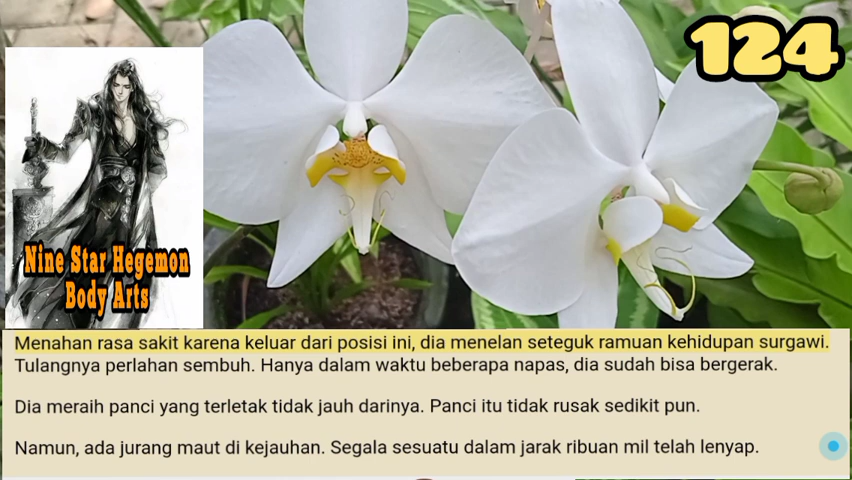 124
Nine Star Hegemon
Body Arts
Menahan rasa sakit karena keluar dari posisi ini, dia menelan seteguk ramuan kehidupan surgawi.
Tulangnya perlahan sembuh. Hanya dalam waktu beberapa napas, dia sudah bisa bergerak.
Dia meraih panci yang terletak tidak jauh darinya. Panci itu tidak rusak sedikit pun.
Namun, ada jurang maut di kejauhan. Segala sesuatu dalam jarak ribuan mil telah lenyap.